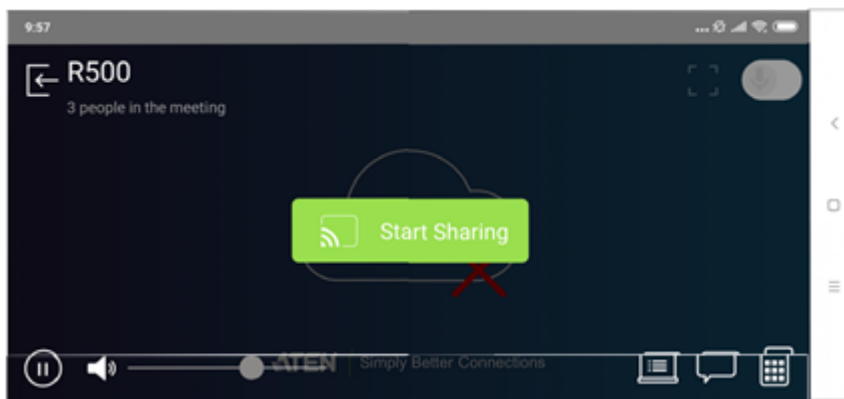 9:57
R500
3 people in the meeting
Start Sharing
ATEN Simply Better Connections